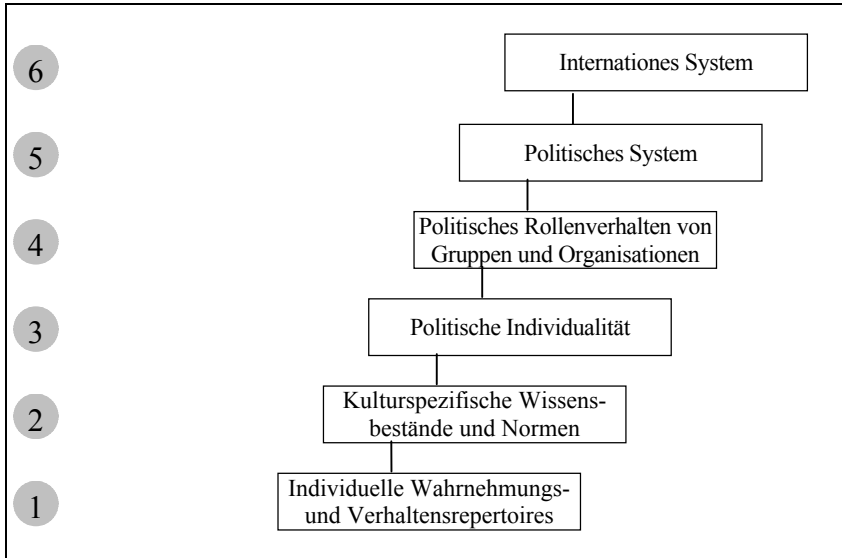 6
Internationes System
5
Politisches System
4
Politisches Rollenverhalten von
Gruppen und Organisationen
3
Politische Individualität
2
Kulturspezifische Wissens-
bestände und Normen
1
Individuelle Wahrnehmungs-
und Verhaltensrepertoires